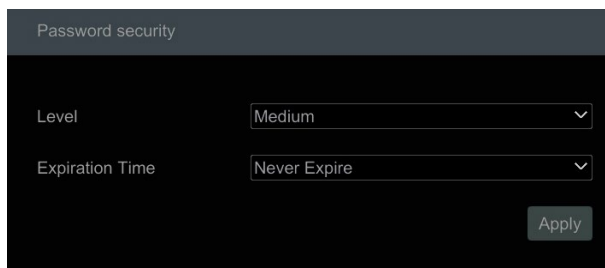 Password security
Level Medium
Expiration Time Never Expire
Apply